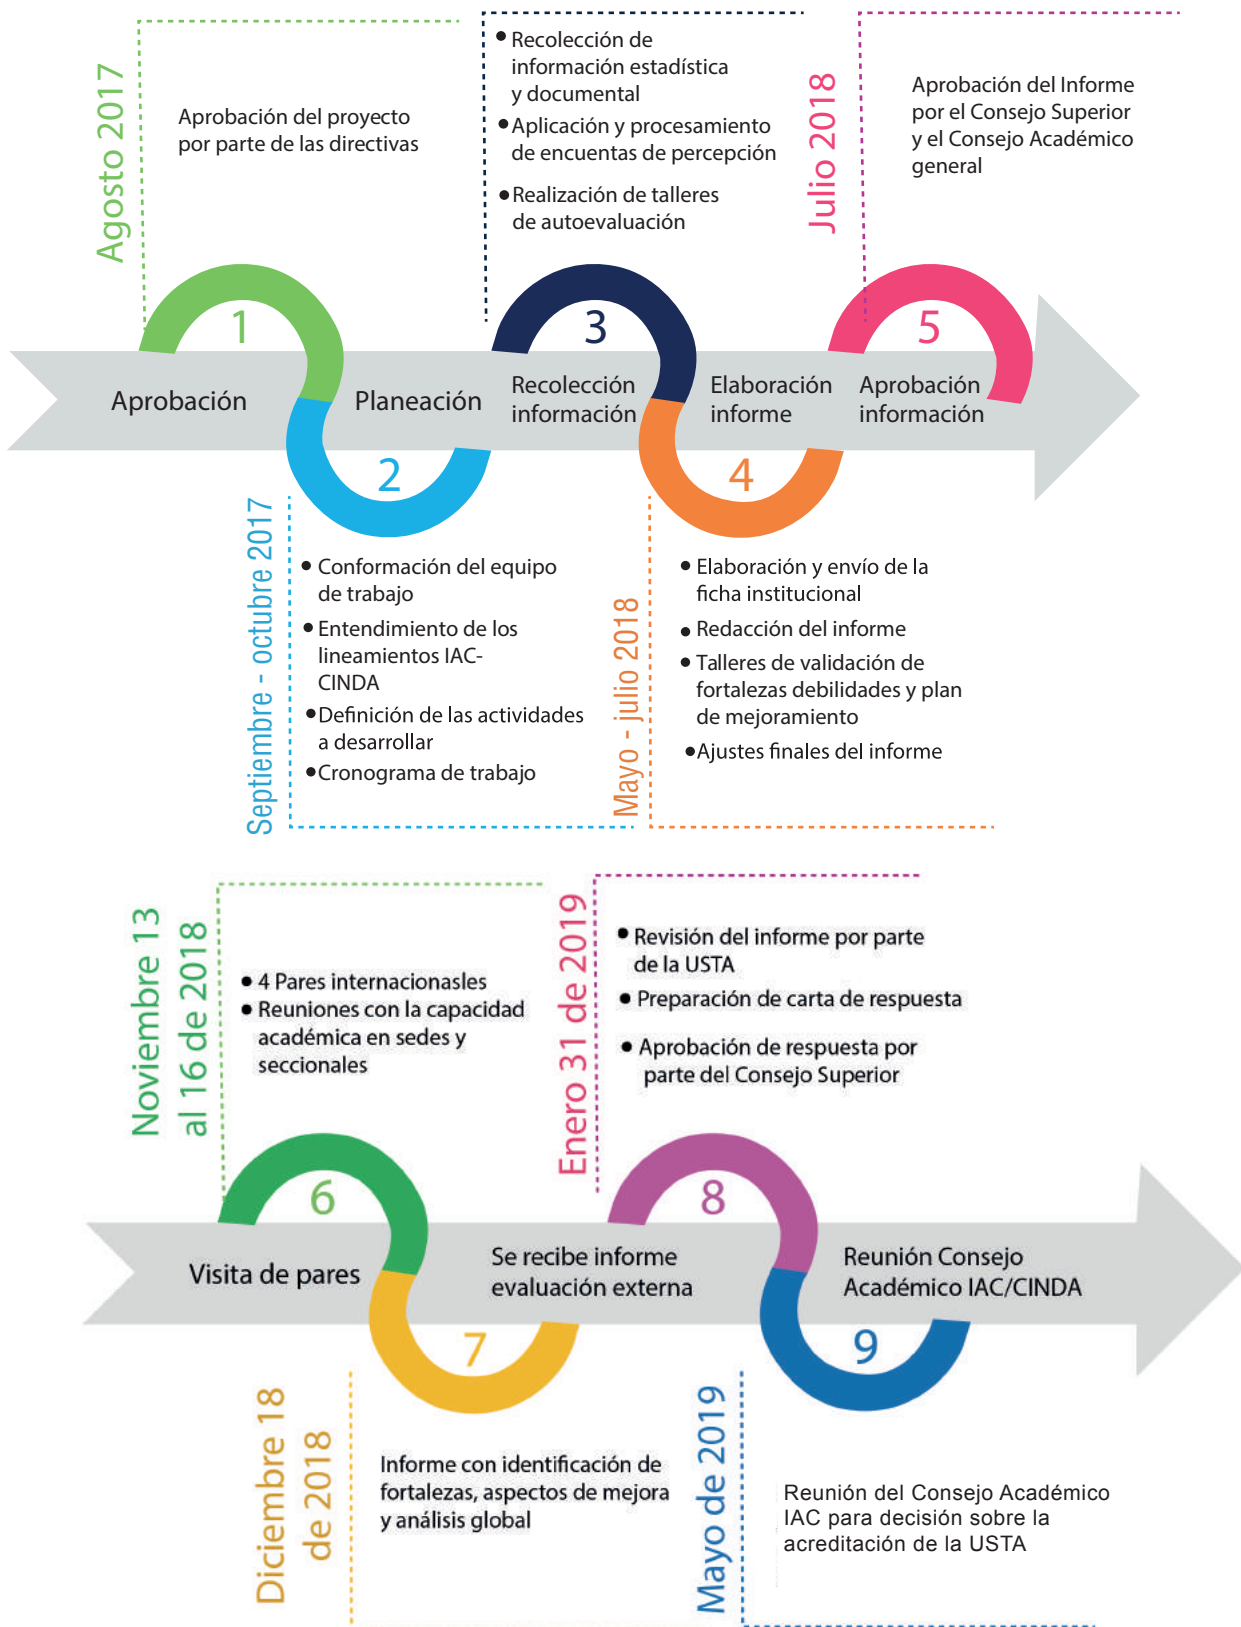 Agosto 2017
Aprobación del proyecto
por parte de las directivas
1
Aprobación
Septiembre - octubre 2017
2
Planeación
• Conformación del equipo
de trabajo
• Entendimiento de los
lineamientos IAC-
CINDA
• Definición de las actividades
a desarrollar
• Cronograma de trabajo
• Recolección de
información estadística
y documental
• Aplicación y procesamiento
de encuentas de percepción
• Realización de talleres
de autoevaluación
3
Recolección
información
Mayo - julio 2018
4
Elaboración
informe
• Elaboración y envío de la
ficha institucional
• Redacción del informe
• Talleres de validación de
fortalezas debilidades y plan
de mejoramiento
• Ajustes finales del informe
Julio 2018
Aprobación del Informe
por el Consejo Superior
y el Consejo Académico
general
5
Aprobación
información
Noviembre 13
al 16 de 2018
• 4 Pares internacionasles
• Reuniones con la capacidad
académica en sedes y
seccionales
6
Visita de pares
Diciembre 18
de 2018
7
Se recibe informe
evaluación externa
Informe con identificación de
fortalezas, aspectos de mejora
y análisis global
Enero 31 de 2019
• Revisión del informe por parte
de la USTA
• Preparación de carta de respuesta
• Aprobación de respuesta por
parte del Consejo Superior
8
Mayo de 2019
9
Reunión Consejo
Académico IAC/CINDA
Reunión del Consejo Académico
IAC para decisión sobre la
acreditación de la USTA